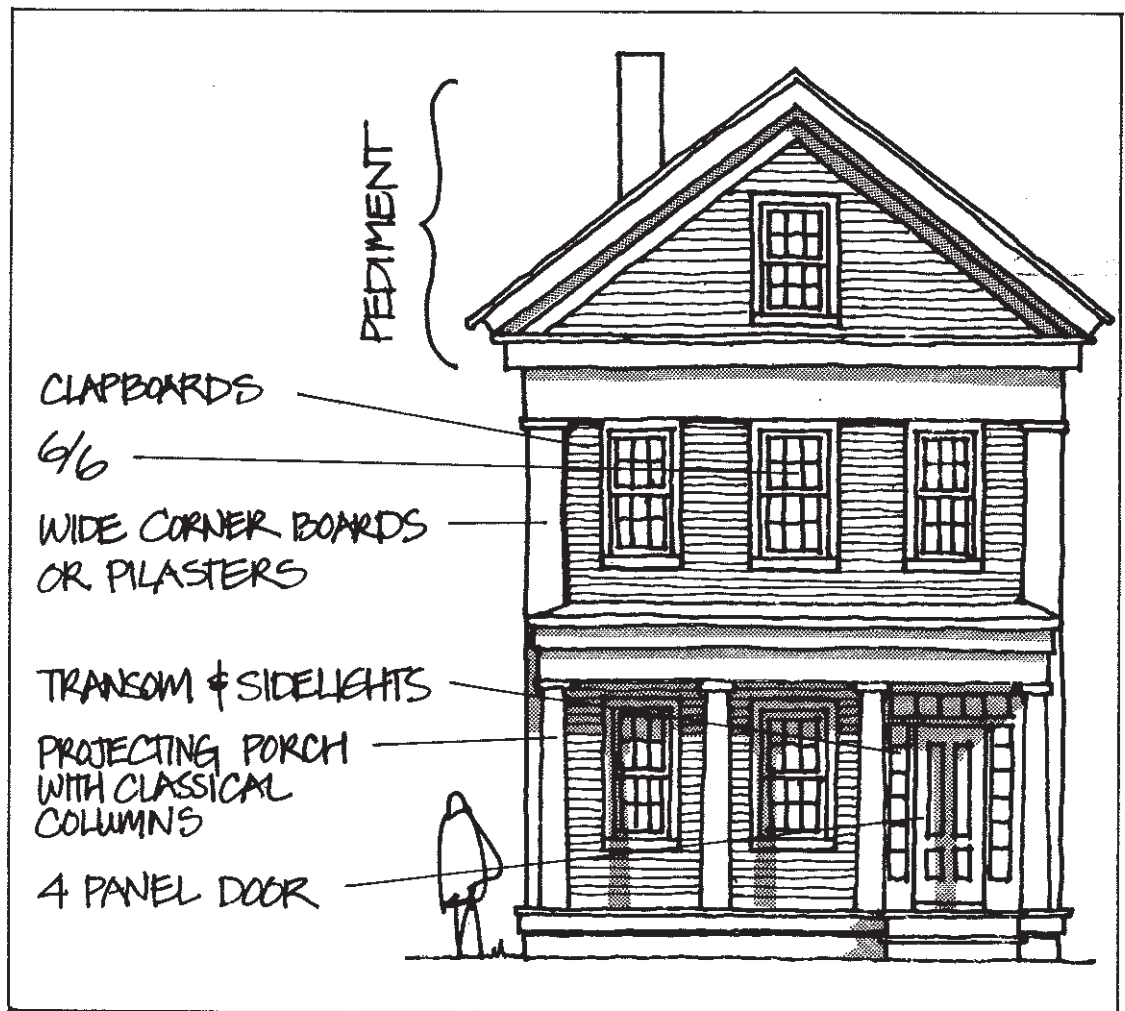 PEDIMENT
CLAPBOARDS
6/6
WIDE CORNER BOARDS
OR PILASTERS
TRANSOM & SIDELIGHTS
PROJECTING PORCH
WITH CLASSICAL
COLUMNS
4 PANEL DOOR